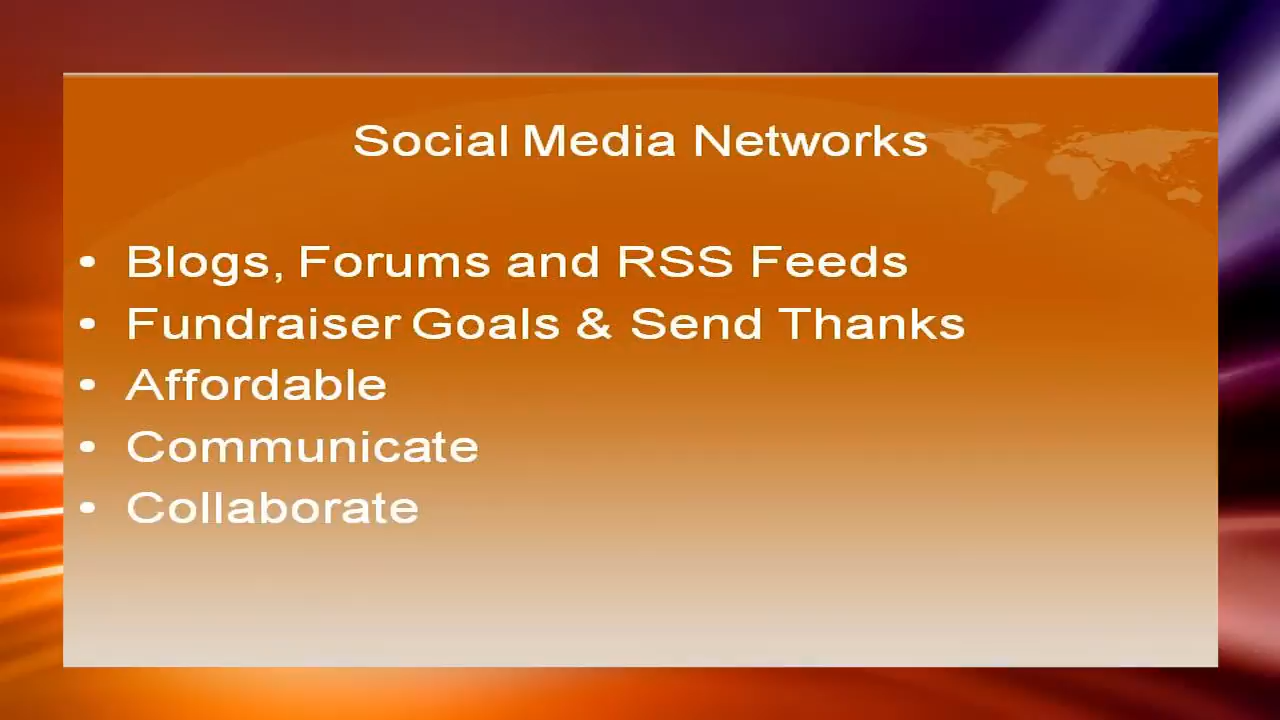 Social Media Networks
• Blogs, Forums and RSS Feeds
• Fundraiser Goals & Send Thanks
• Affordable
• Communicate
• Collaborate